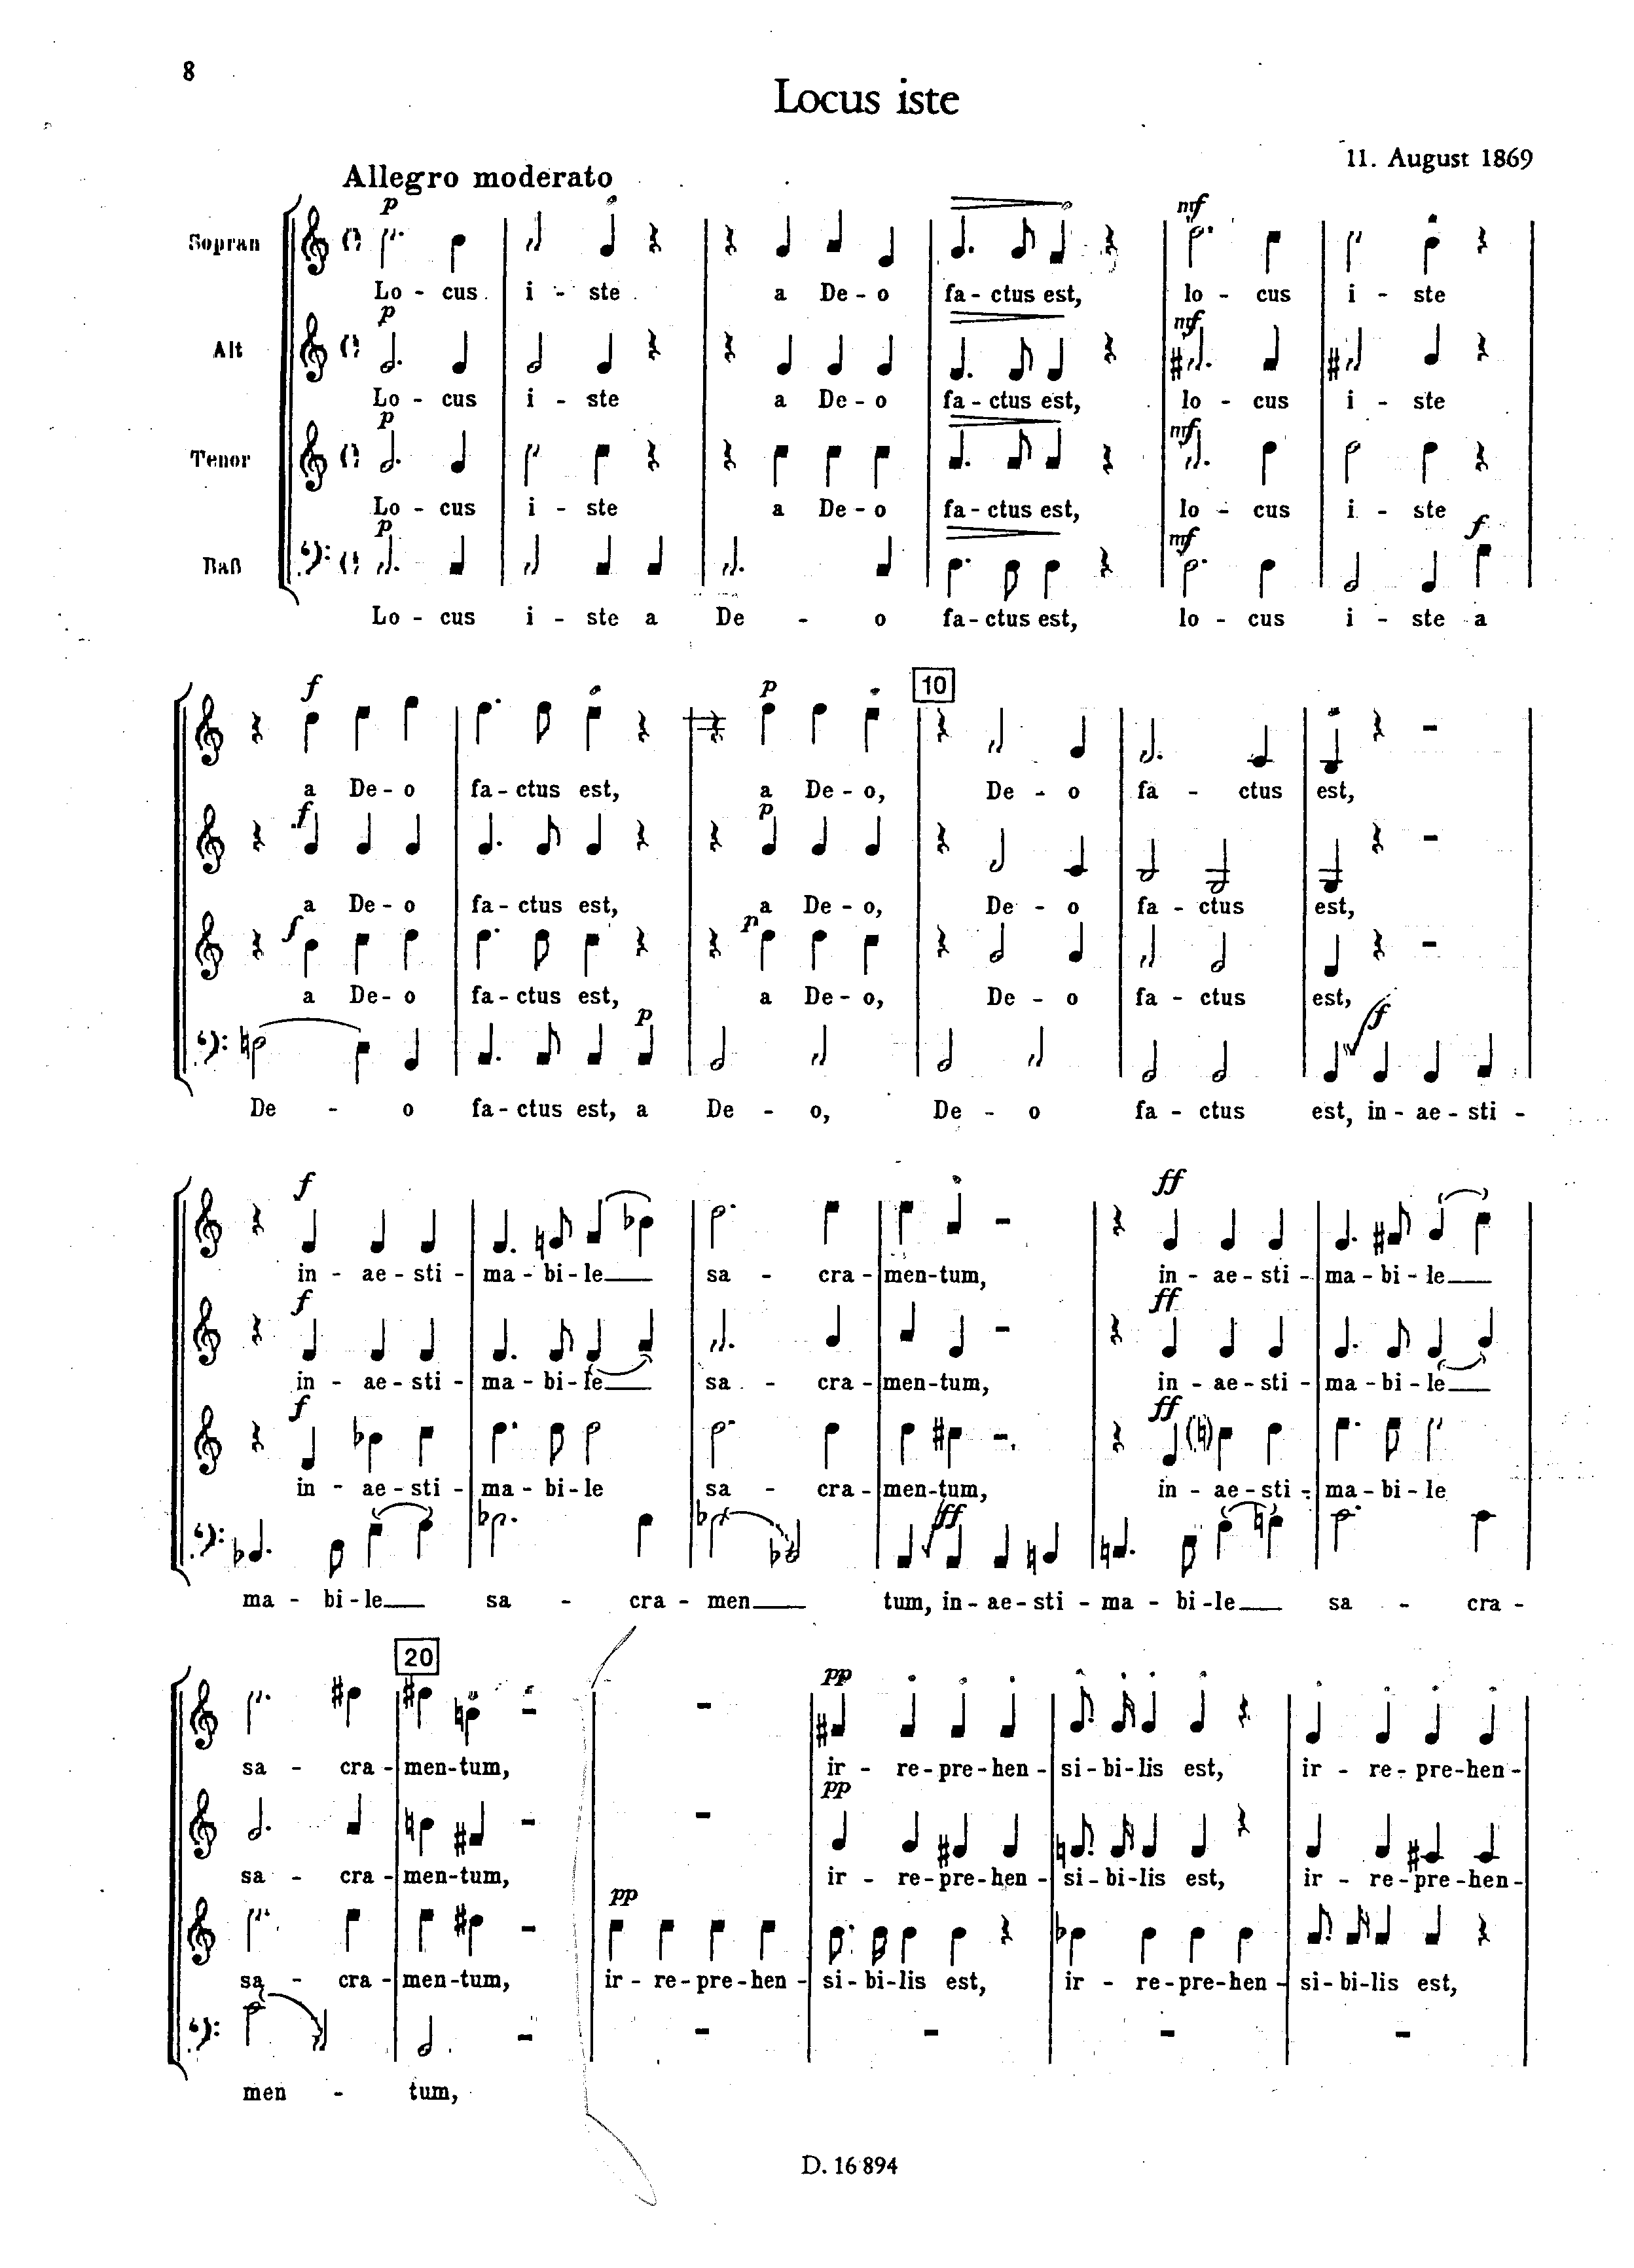 8
Locus iste
11. August 1869
Allegro moderato
p mf
Sopran
Lo - cus i - ste a De - o fa - ctus est, lo - cus i - ste
p mf
Alt
Lo - cus i - ste a De - o fa - ctus est, lo - cus i - ste
p mf
Tenor
Lo - cus i - ste a De - o fa - ctus est, lo - cus i - ste
p mf f
Baß
Lo - cus i - ste a De - o fa - ctus est, lo - cus i - ste a
f p 10
a De - o fa - ctus est, a De - o, De - o fa - ctus est,
f p
a De - o fa - ctus est, a De - o, De - o fa - ctus est,
f p
a De - o fa - ctus est, a De - o, De - o fa - ctus est,
p f
De - o fa - ctus est, a De - o, De - o fa - ctus est, in - ae - sti -
f ff
in - ae - sti - ma - bi - le sa - cra - men - tum, in - ae - sti - ma - bi - le
f ff
in - ae - sti - ma - bi - le sa - cra - men - tum, in - ae - sti - ma - bi - le
f ff
in - ae - sti - ma - bi - le sa - cra - men - tum, in - ae - sti - ma - bi - le
ff
ma - bi - le sa - cra - men tum, in - ae - sti - ma - bi - le sa - cra -
20
pp
sa - cra - men - tum, ir - re - pre - hen - si - bi - lis est, ir - re - pre - hen -
pp
sa - cra - men - tum, ir - re - pre - hen - si - bi - lis est, ir - re - pre - hen -
pp
sa - cra - men - tum, ir - re - pre - hen - si - bi - lis est, ir - re - pre - hen - si - bi - lis est,
men - tum,
D. 16 894